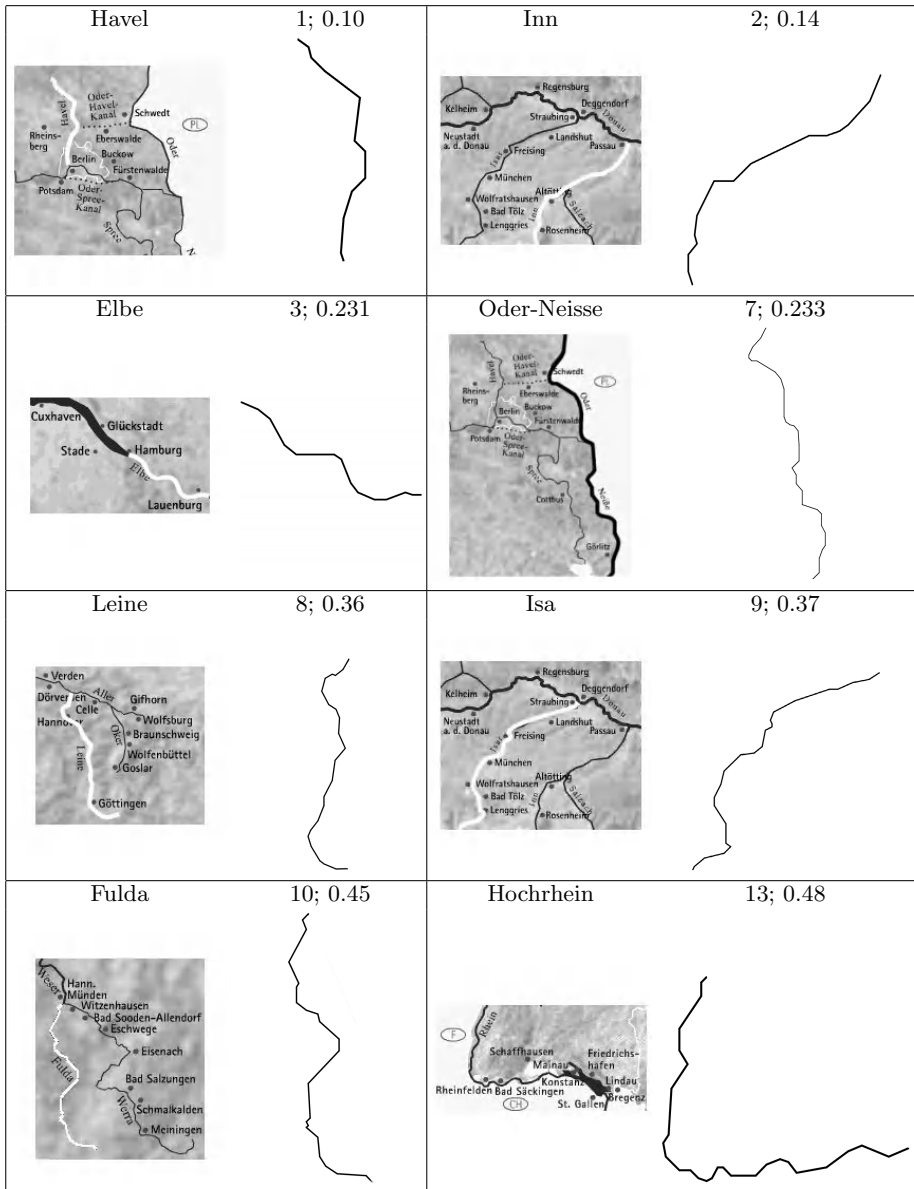 Havel
1; 0.10
Oder-
Havel-
Kanal
Havel
Schwedt
PL
Rheins-
berg
Eberswalde
Oder
Berlin
Buckow
Fürstenwalde
Potsdam
Oder-
Spree-
Kanal
Spree
N
Inn
2; 0.14
Regensburg
Kelheim
Deggendorf
Straubing
Donau
Neustadt
a. d. Donau
Landshut
Passau
Isar
Freising
München
Altötting
Wolfratshausen
Salzach
Bad Tölz
Inn
Lenggries
Rosenheim
Elbe
3; 0.231
Cuxhaven
Glückstadt
Stade
Hamburg
Elbe
Lauenburg
Oder-Neisse
7; 0.233
Oder-
Havel-
Kanal
Havel
Schwedt
PL
Rheins-
berg
Eberswalde
Oder
Berlin
Buckow
Fürstenwalde
Potsdam
Oder-
Spree-
Kanal
Spree
Cottbus
Neiße
Görlitz
Leine
8; 0.36
Verden
Aller
Dörverden
Gifhorn
Celle
Hannover
Wolfsburg
Oker
Braunschweig
Leine
Wolfenbüttel
Goslar
Göttingen
Isa
9; 0.37
Regensburg
Kelheim
Deggendorf
Straubing
Donau
Neustadt
a. d. Donau
Landshut
Passau
Isar
Freising
München
Altötting
Wolfratshausen
Salzach
Bad Tölz
Inn
Lenggries
Rosenheim
Fulda
10; 0.45
Weser
Hann.
Münden
Witzenhausen
Bad Sooden-Allendorf
Eschwege
Eisenach
Fulda
Bad Salzungen
Werra
Schmalkalden
Meiningen
Hochrhein
13; 0.48
F
Rhein
Schaffhausen
Friedrichs-
hafen
Mainau
Konstanz
Lindau
Rheinfelden
Bad Säckingen
Bregenz
CH
St. Gallen